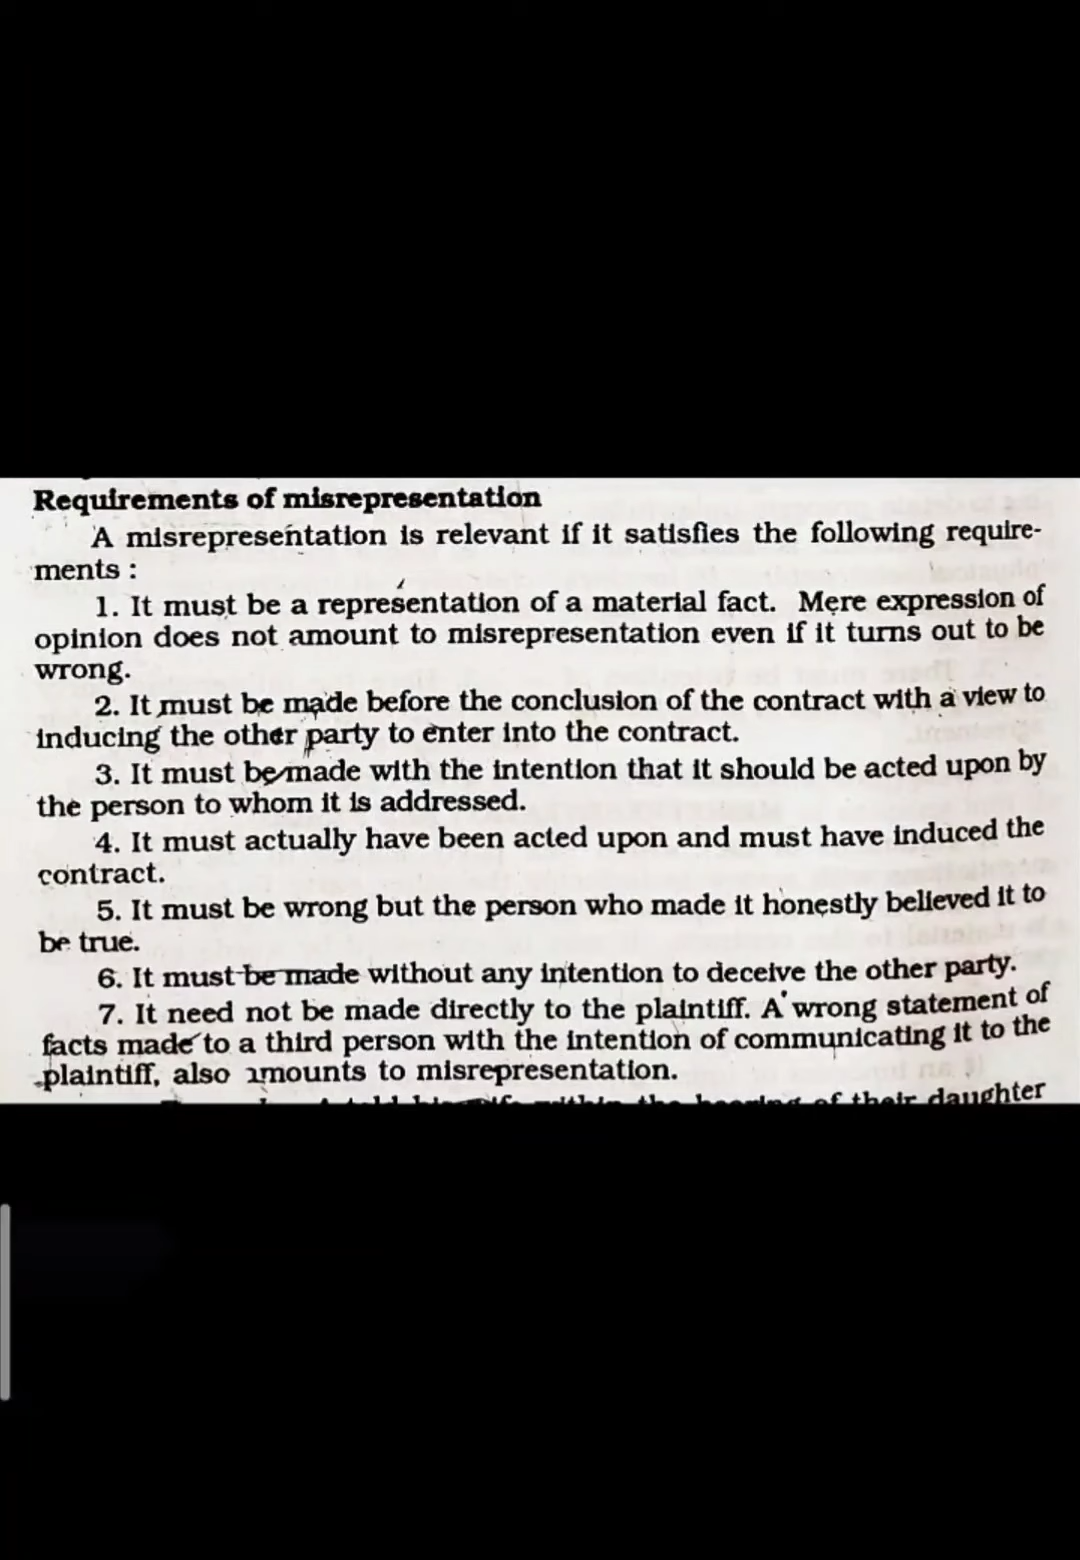 Requirements of misrepresentation
A misrepresentation is relevant if it satisfies the following require-
ments :
1. It must be a representation of a material fact. Mere expression of
opinion does not amount to misrepresentation even if it turns out to be
wrong.
2. It must be made before the conclusion of the contract with a view to
inducing the other party to enter into the contract.
3. It must be made with the intention that it should be acted upon by
the person to whom it is addressed.
4. It must actually have been acted upon and must have induced the
contract.
5. It must be wrong but the person who made it honestly believed it to
be true.
6. It must be made without any intention to deceive the other party.
7. It need not be made directly to the plaintiff. A wrong statement of
facts made to a third person with the intention of communicating it to the
plaintiff, also amounts to misrepresentation.
within the hearing of their daughter